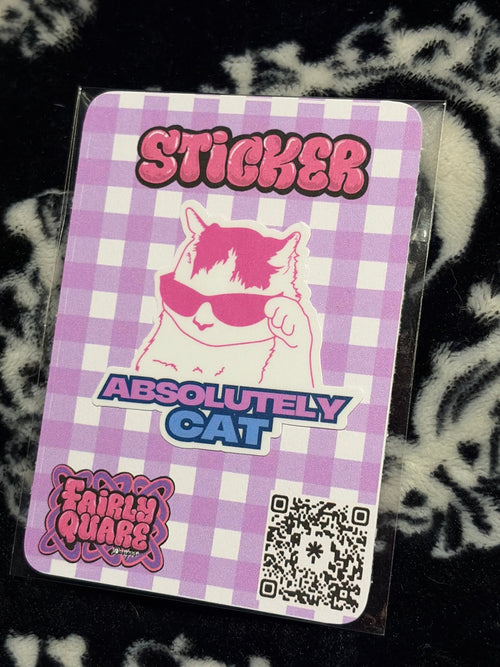 STiCKER
ABSOLUTELY
CAT
FAiRLY
QUARE